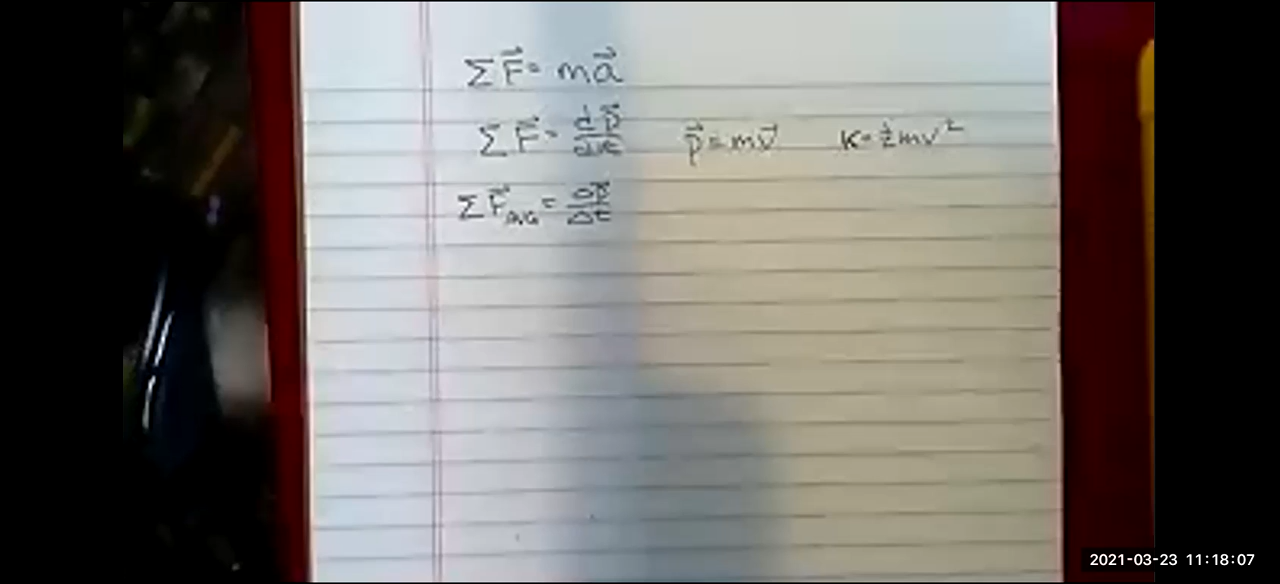 ΣF⃗ = ma⃗
ΣF⃗ = dp⃗/dt p⃗ = mv⃗ K = ½mv²
ΣF⃗avg = Δp⃗/Δt
2021-03-23 11:18:07